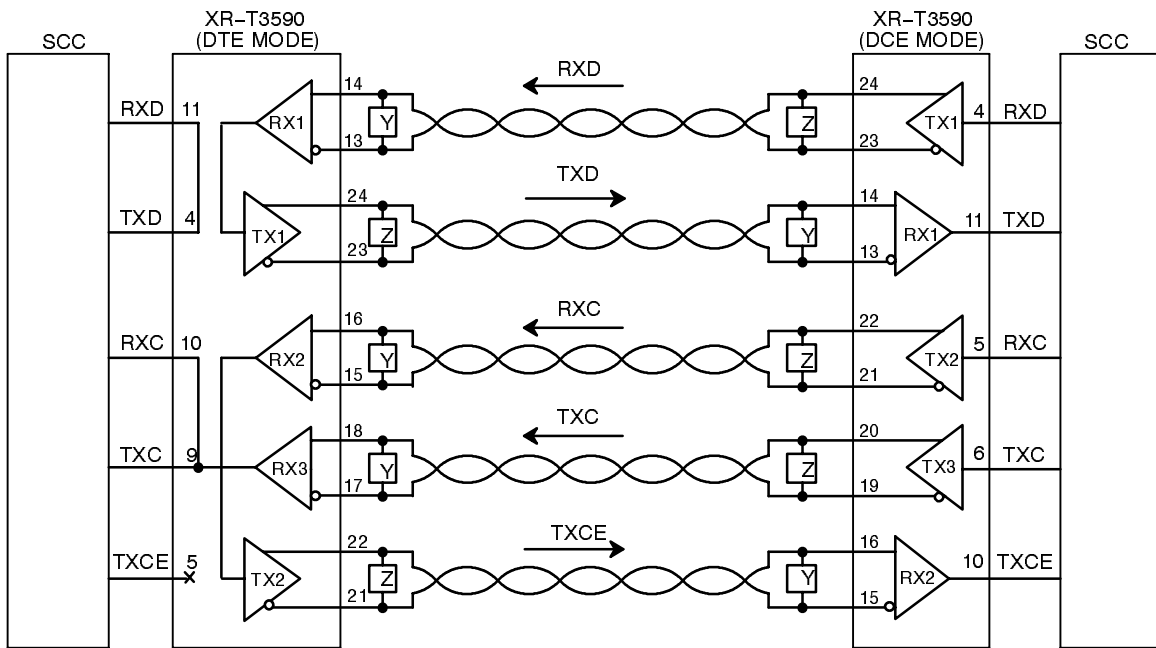 XR-T3590 XR-T3590
SCC (DTE MODE) (DCE MODE) SCC
RXD
14 24
RXD 11 RX1 Y Z TX1 4 RXD
13 23
TXD
24 14
TXD 4 TX1 Z Y RX1 11 TXD
23 13
RXC
16 22
RXC 10 RX2 Y Z TX2 5 RXC
15 21
TXC
18 20
TXC 9 RX3 Y Z TX3 6 TXC
17 19
TXCE
22 16
TXCE 5 TX2 Z Y RX2 10 TXCE
21 15